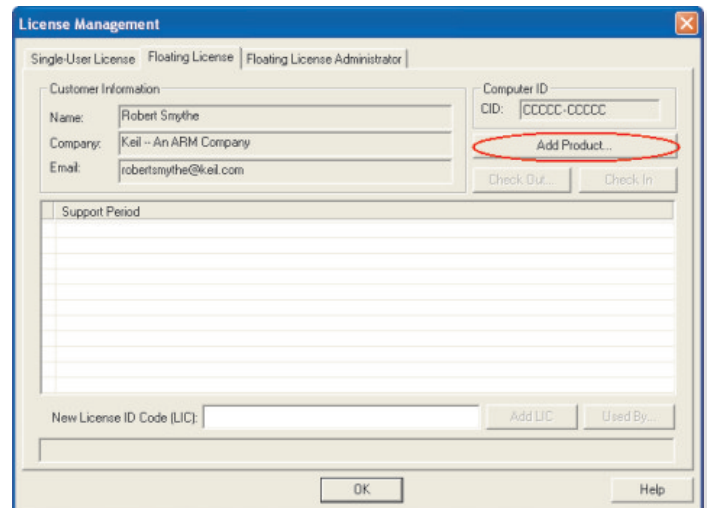 License Management
Single-User License Floating License Floating License Administrator
Customer Information
Name: Robert Smythe
Company: Keil -- An ARM Company
Email: robertsmythe@keil.com
Computer ID
CID: CCCCC-CCCCC
Add Product...
Check Out... Check In
Support Period
New License ID Code (LIC): Add LIC Used By...
OK Help